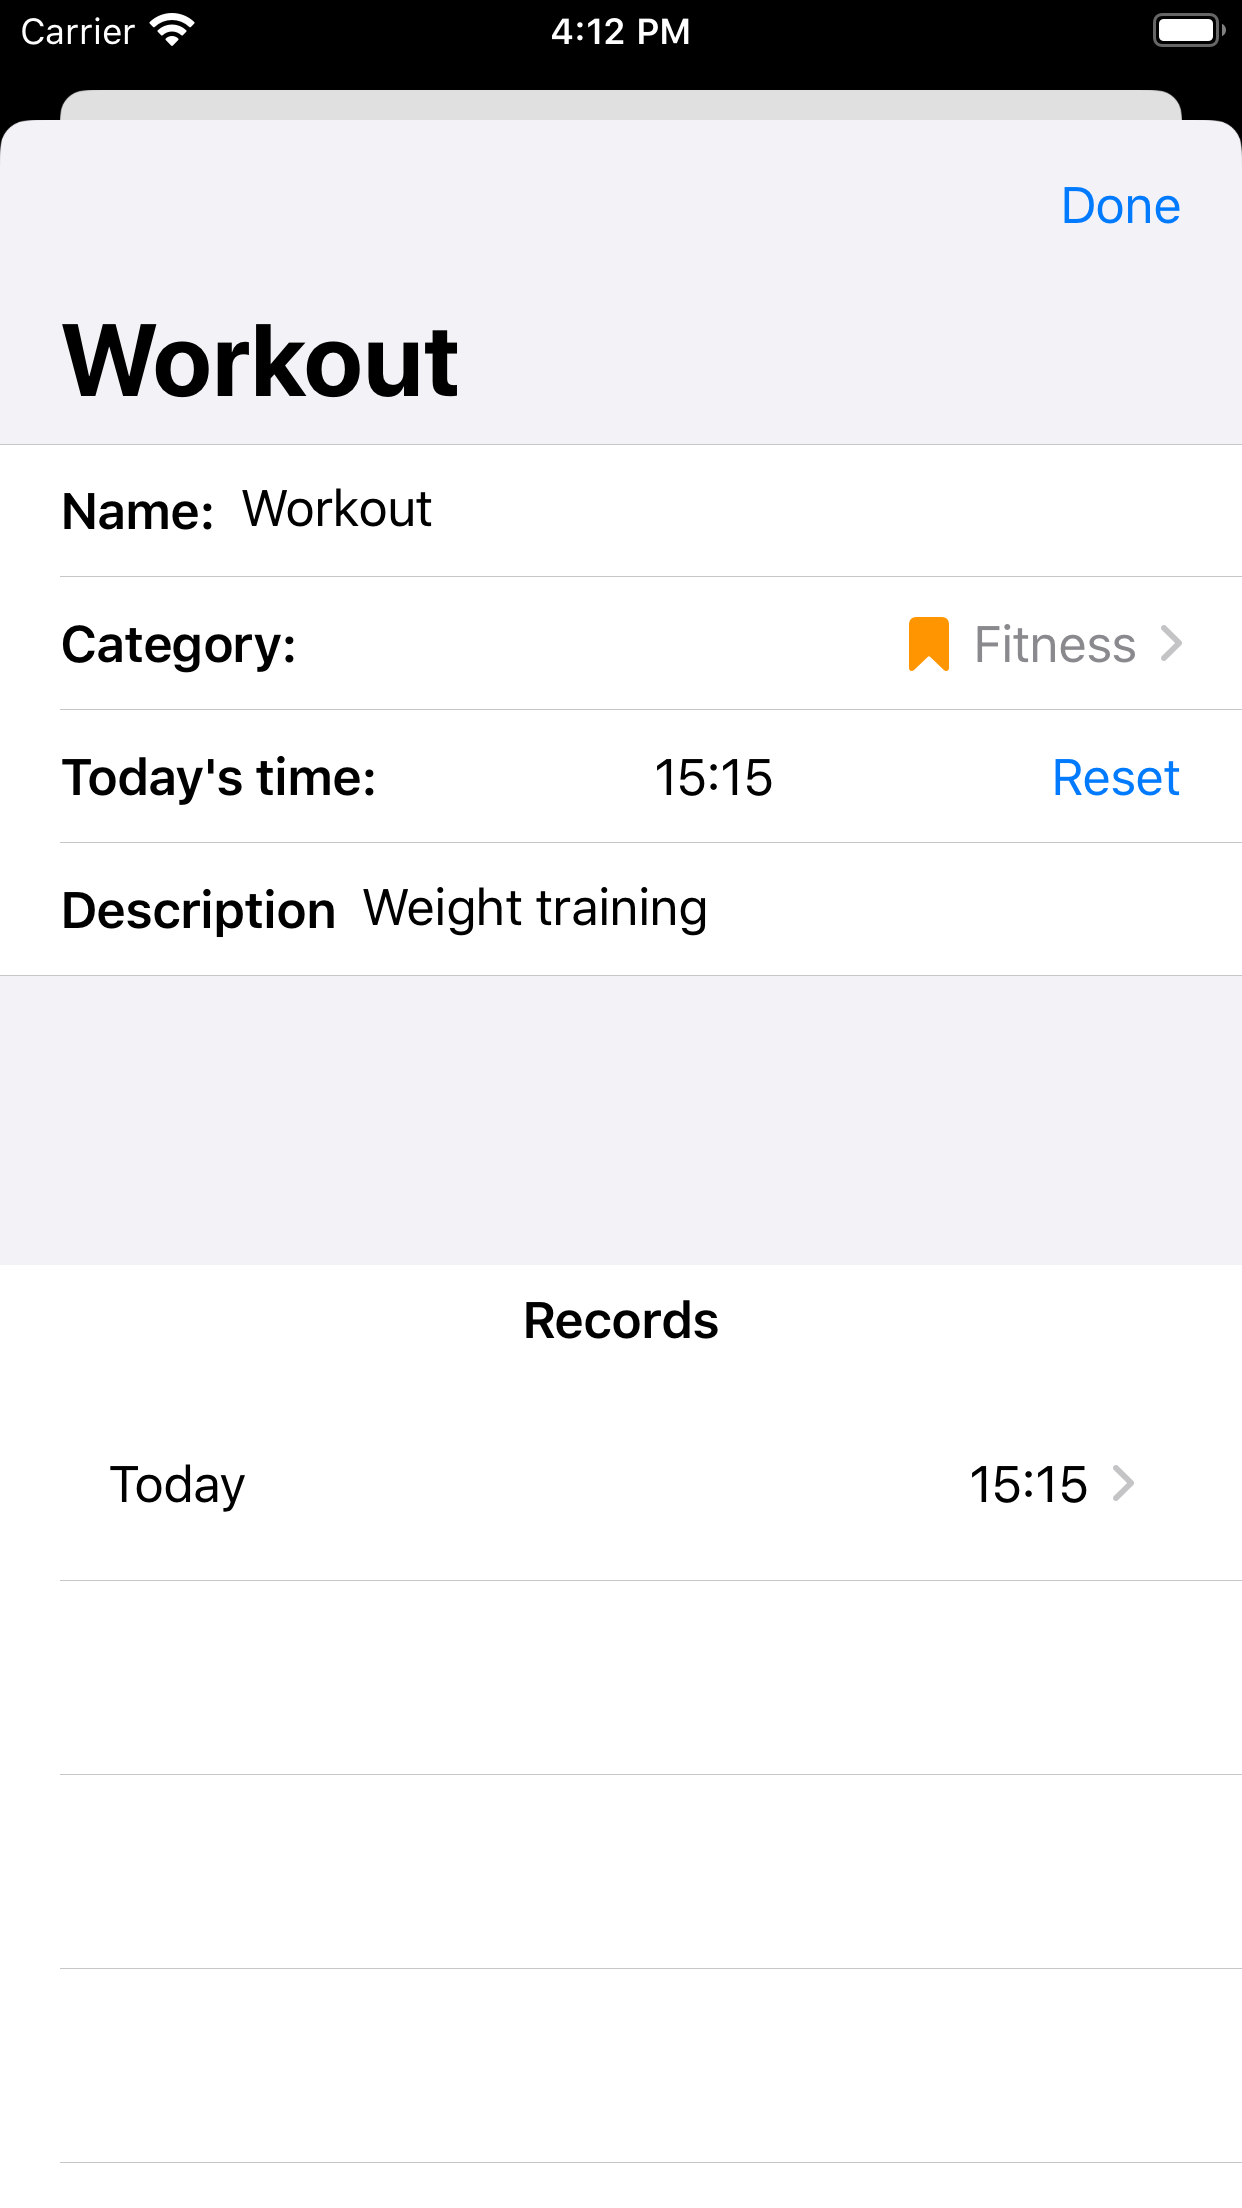 Carrier 4:12 PM
Done
Workout
Name: Workout
Category: Fitness
Today's time: 15:15 Reset
Description Weight training
Records
Today 15:15